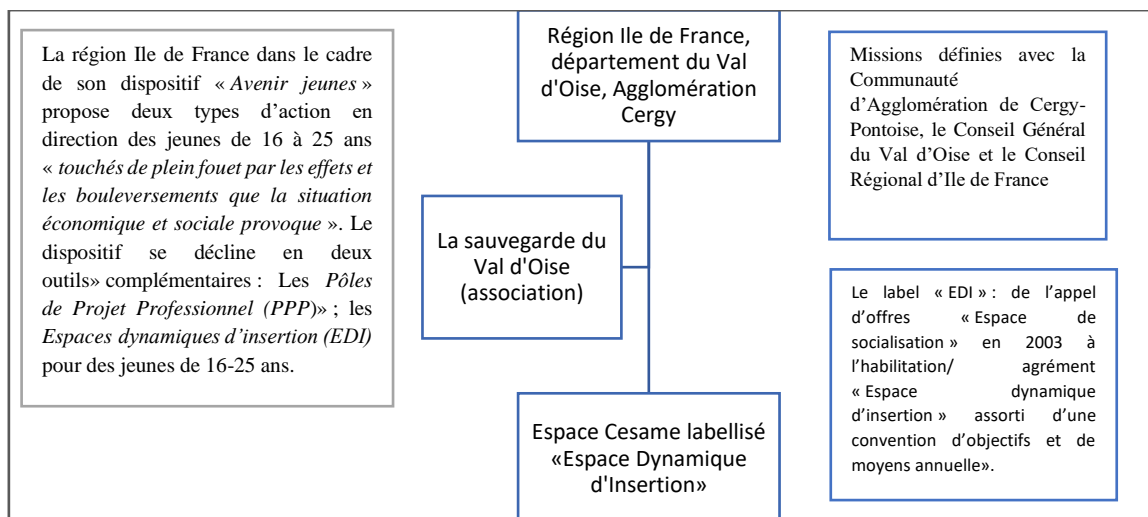 La région Ile de France dans le cadre
de son dispositif « Avenir jeunes »
propose deux types d’action en
direction des jeunes de 16 à 25 ans
« touchés de plein fouet par les effets et
les bouleversements que la situation
économique et sociale provoque ». Le
dispositif se décline en deux
outils» complémentaires : Les Pôles
de Projet Professionnel (PPP)» ; les
Espaces dynamiques d’insertion (EDI)
pour des jeunes de 16-25 ans.
Région Ile de France,
département du Val
d'Oise, Agglomération
Cergy
La sauvegarde du
Val d'Oise
(association)
Espace Cesame labellisé
«Espace Dynamique
d'Insertion»
Missions définies avec la
Communauté
d’Agglomération de Cergy-
Pontoise, le Conseil Général
du Val d’Oise et le Conseil
Régional d’Ile de France
Le label « EDI » : de l’appel
d’offres « Espace de
socialisation » en 2003 à
l’habilitation/ agrément
« Espace dynamique
d’insertion » assorti d’une
convention d’objectifs et de
moyens annuelle».